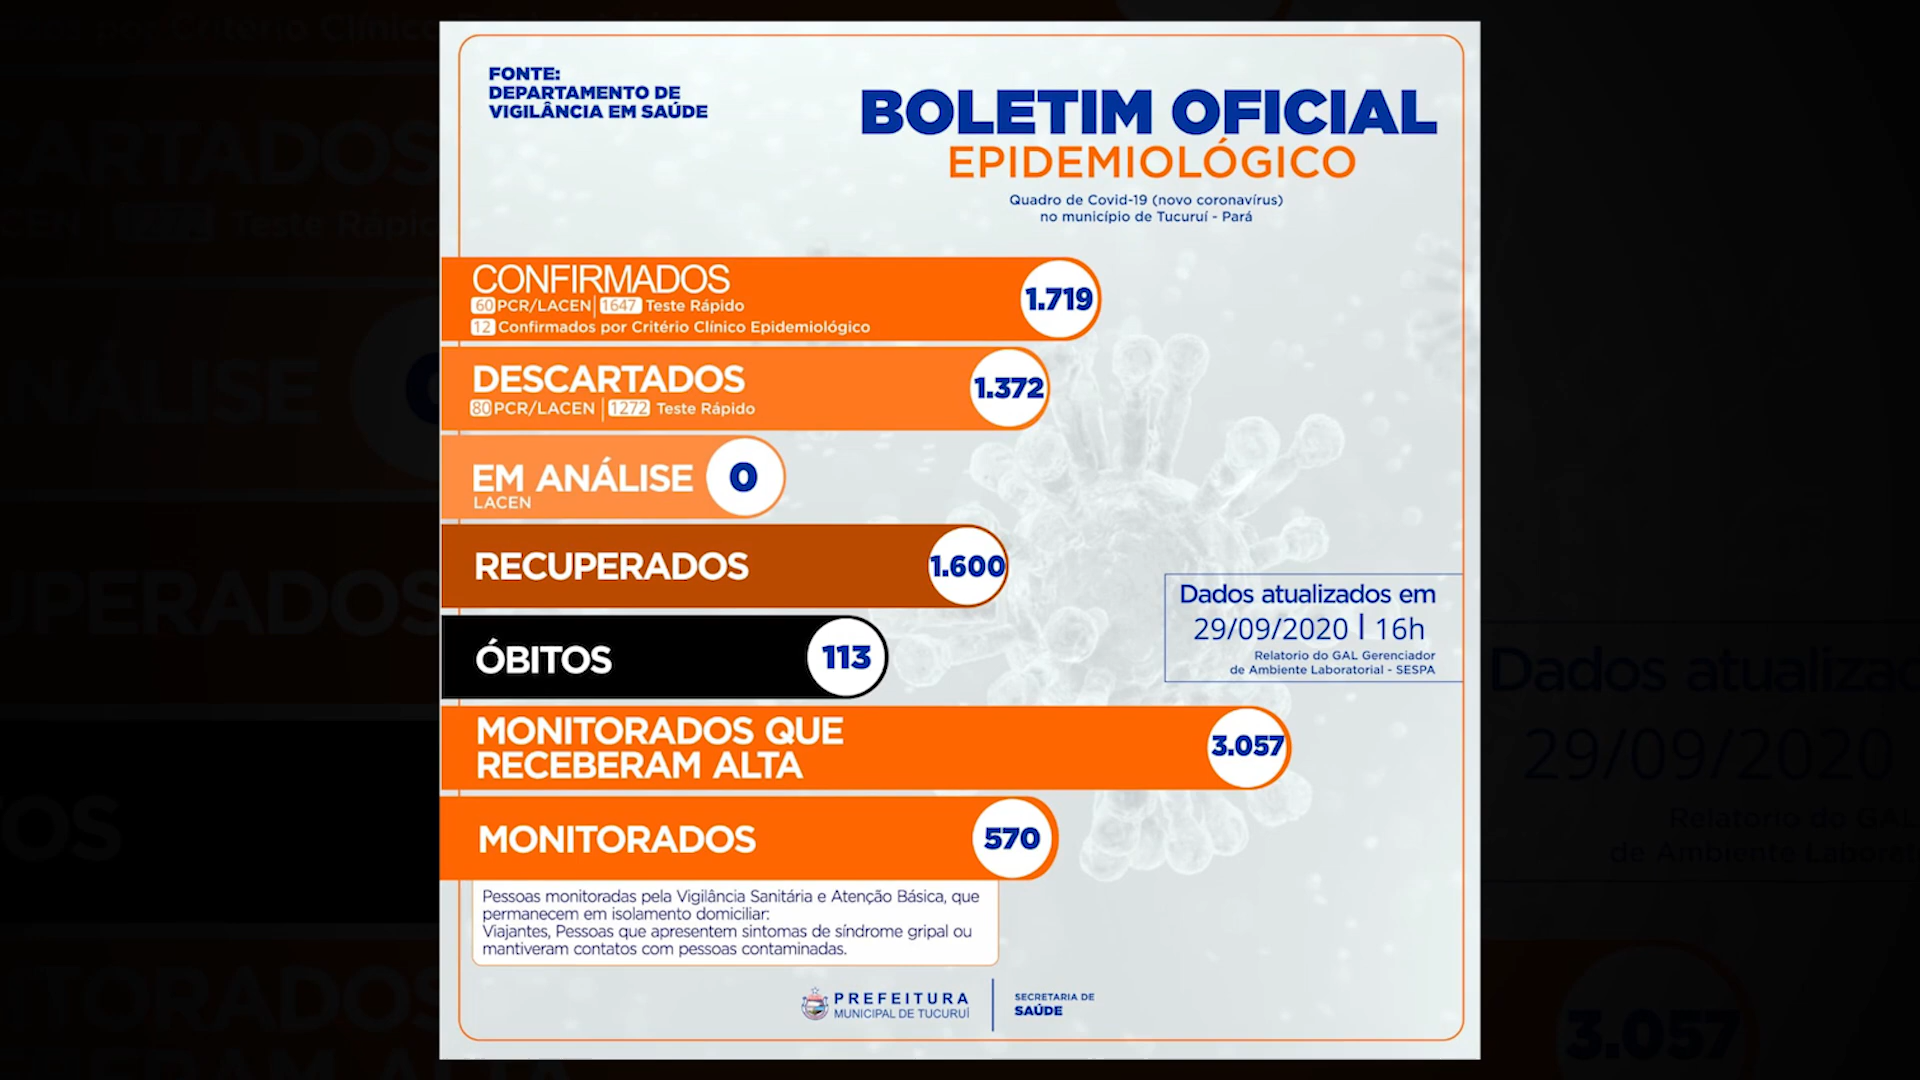 FONTE:
DEPARTAMENTO DE
VIGILÂNCIA EM SAÚDE
BOLETIM OFICIAL
EPIDEMIOLÓGICO
Quadro de Covid-19 (novo coronavírus)
no município de Tucuruí - Pará
CONFIRMADOS
60 PCR/LACEN | 1647 Teste Rápido
12 Confirmados por Critério Clínico Epidemiológico
1.719
DESCARTADOS
80 PCR/LACEN | 1272 Teste Rápido
1.372
EM ANÁLISE
LACEN
0
RECUPERADOS
1.600
ÓBITOS
113
Dados atualizados em
29/09/2020 | 16h
Relatorio do GAL Gerenciador
de Ambiente Laboratorial - SESPA
MONITORADOS QUE
RECEBERAM ALTA
3.057
MONITORADOS
570
Pessoas monitoradas pela Vigilância Sanitária e Atenção Básica, que
permanecem em isolamento domiciliar:
Viajantes, Pessoas que apresentem sintomas de síndrome gripal ou
mantiveram contatos com pessoas contaminadas.
PREFEITURA
MUNICIPAL DE TUCURUÍ
SECRETARIA DE
SAÚDE